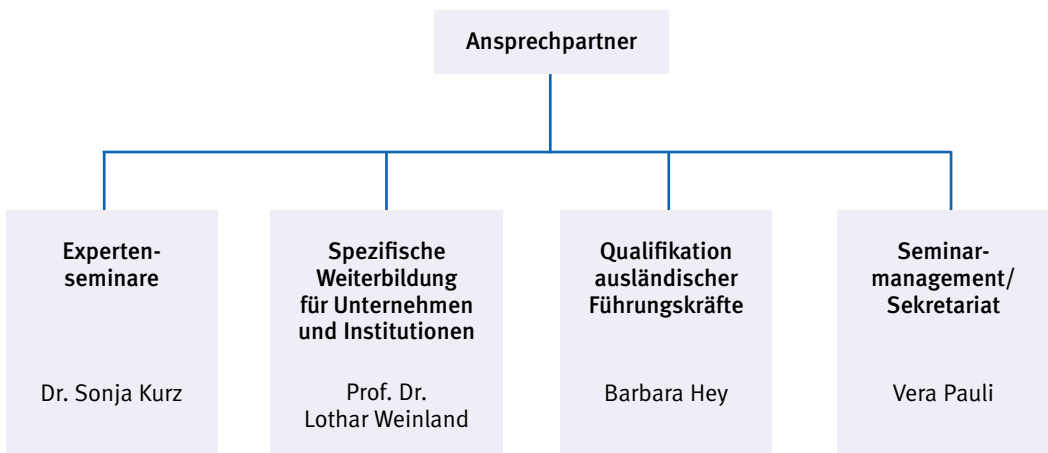 Ansprechpartner
Experten-
seminare
Dr. Sonja Kurz
Spezifische
Weiterbildung
für Unternehmen
und Institutionen
Prof. Dr.
Lothar Weinland
Qualifikation
ausländischer
Führungskräfte
Barbara Hey
Seminar-
management/
Sekretariat
Vera Pauli